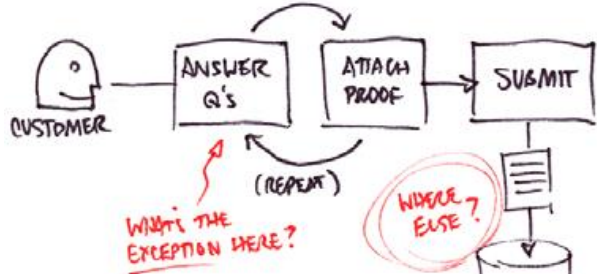 CUSTOMER
ANSWER
Q's
ATTACH
PROOF
SUBMIT
(REPEAT)
WHAT'S THE
EXCEPTION HERE?
WHERE
ELSE?